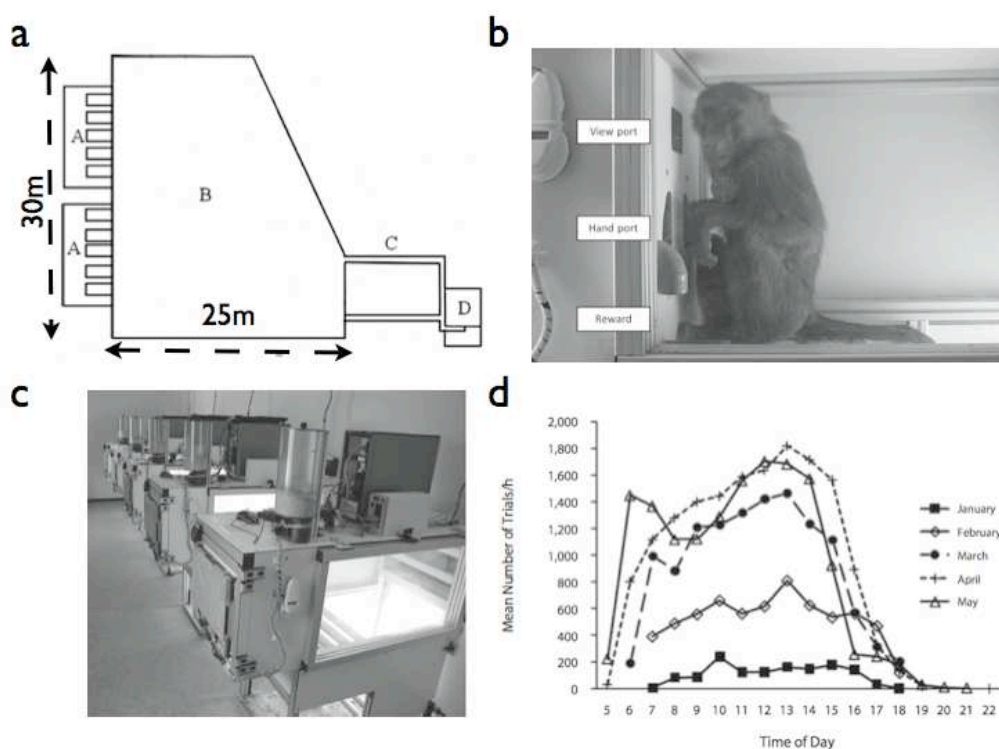 a
30m
A
A
B
C
D
25m
b
View port
Hand port
Reward
c
d
Mean Number of Trials/h
2,000
1,800
1,600
1,400
1,200
1,000
800
600
400
200
0
5 6 7 8 9 10 11 12 13 14 15 16 17 18 19 20 21 22
Time of Day
January
February
March
April
May